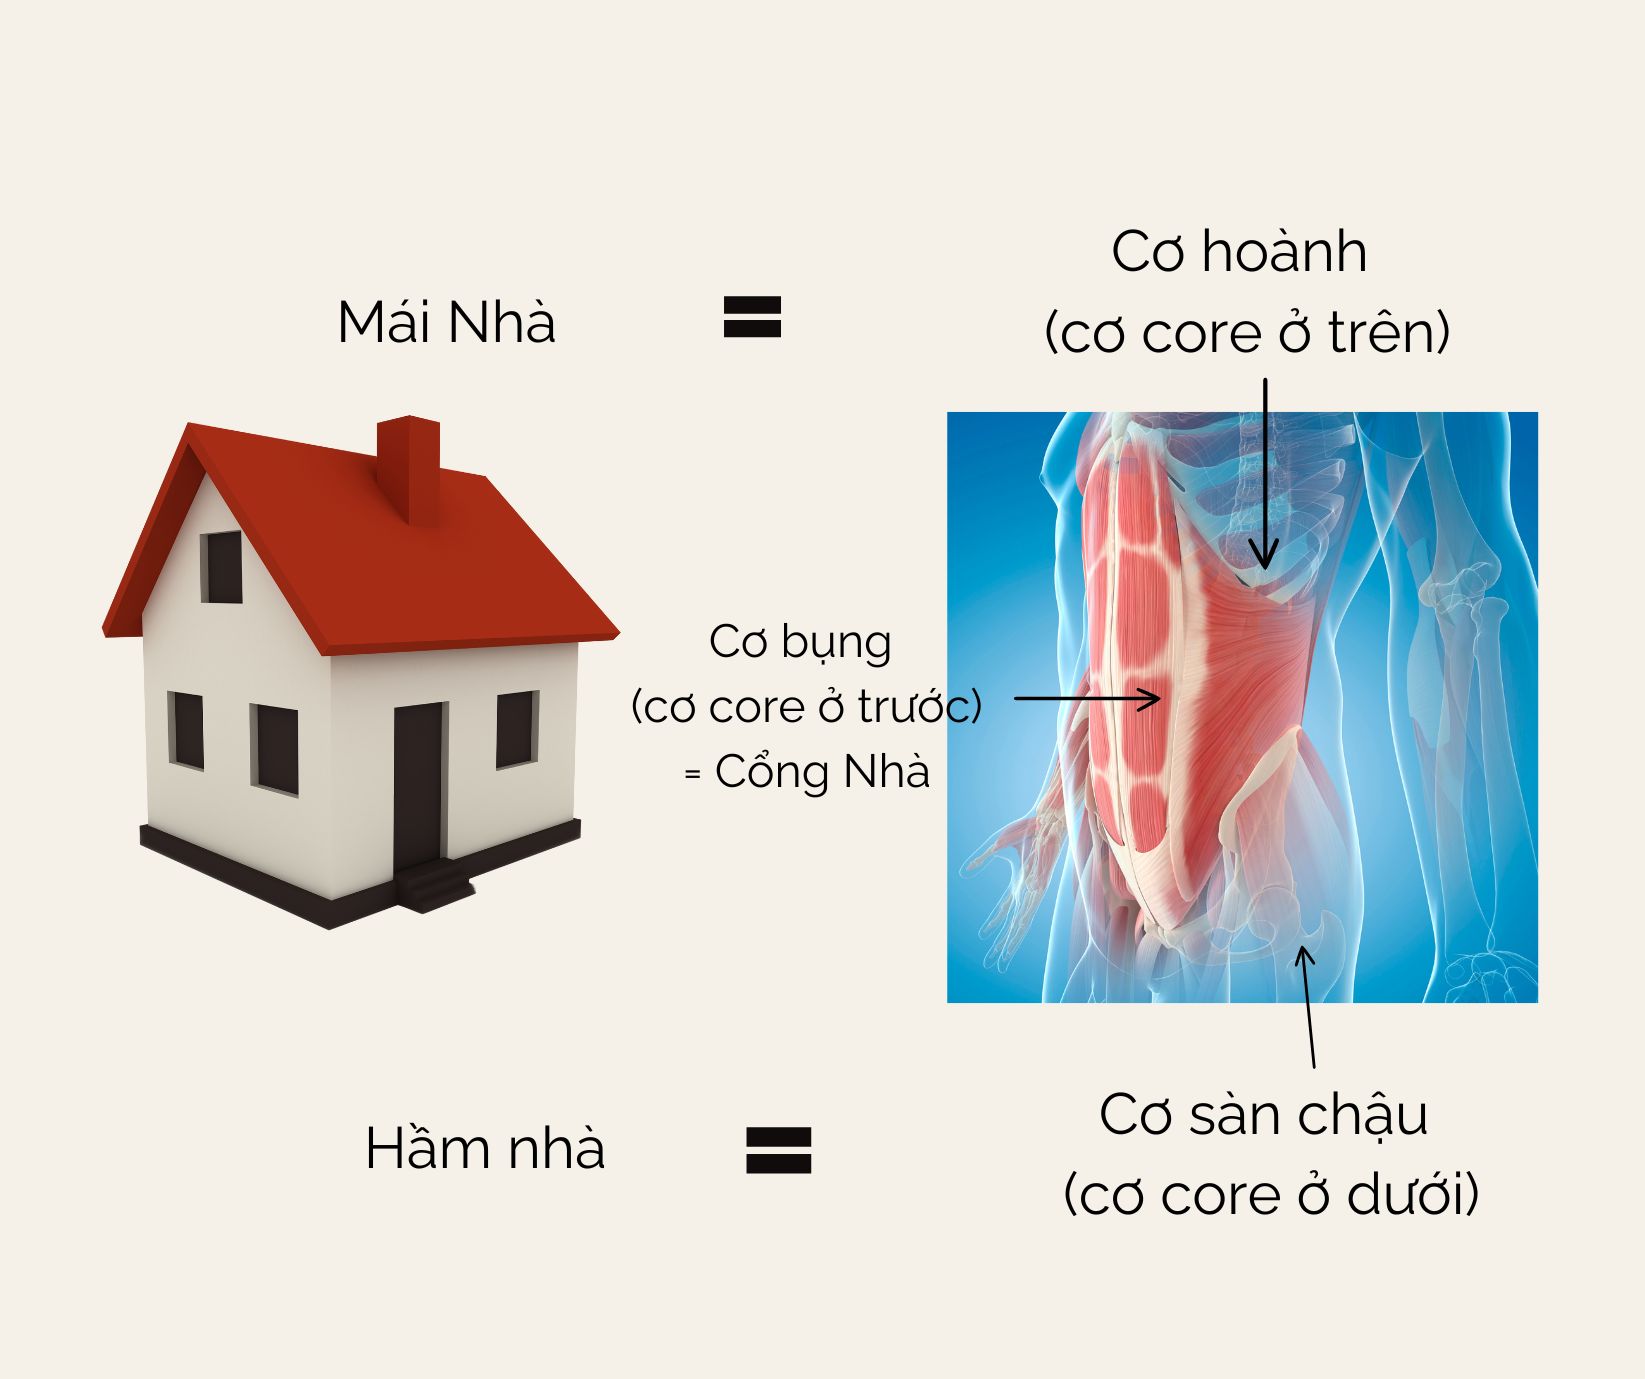 Mái Nhà =
Cơ hoành
(cơ core ở trên)
Cơ bụng
(cơ core ở trước)
= Cổng Nhà
Hầm nhà =
Cơ sàn chậu
(cơ core ở dưới)